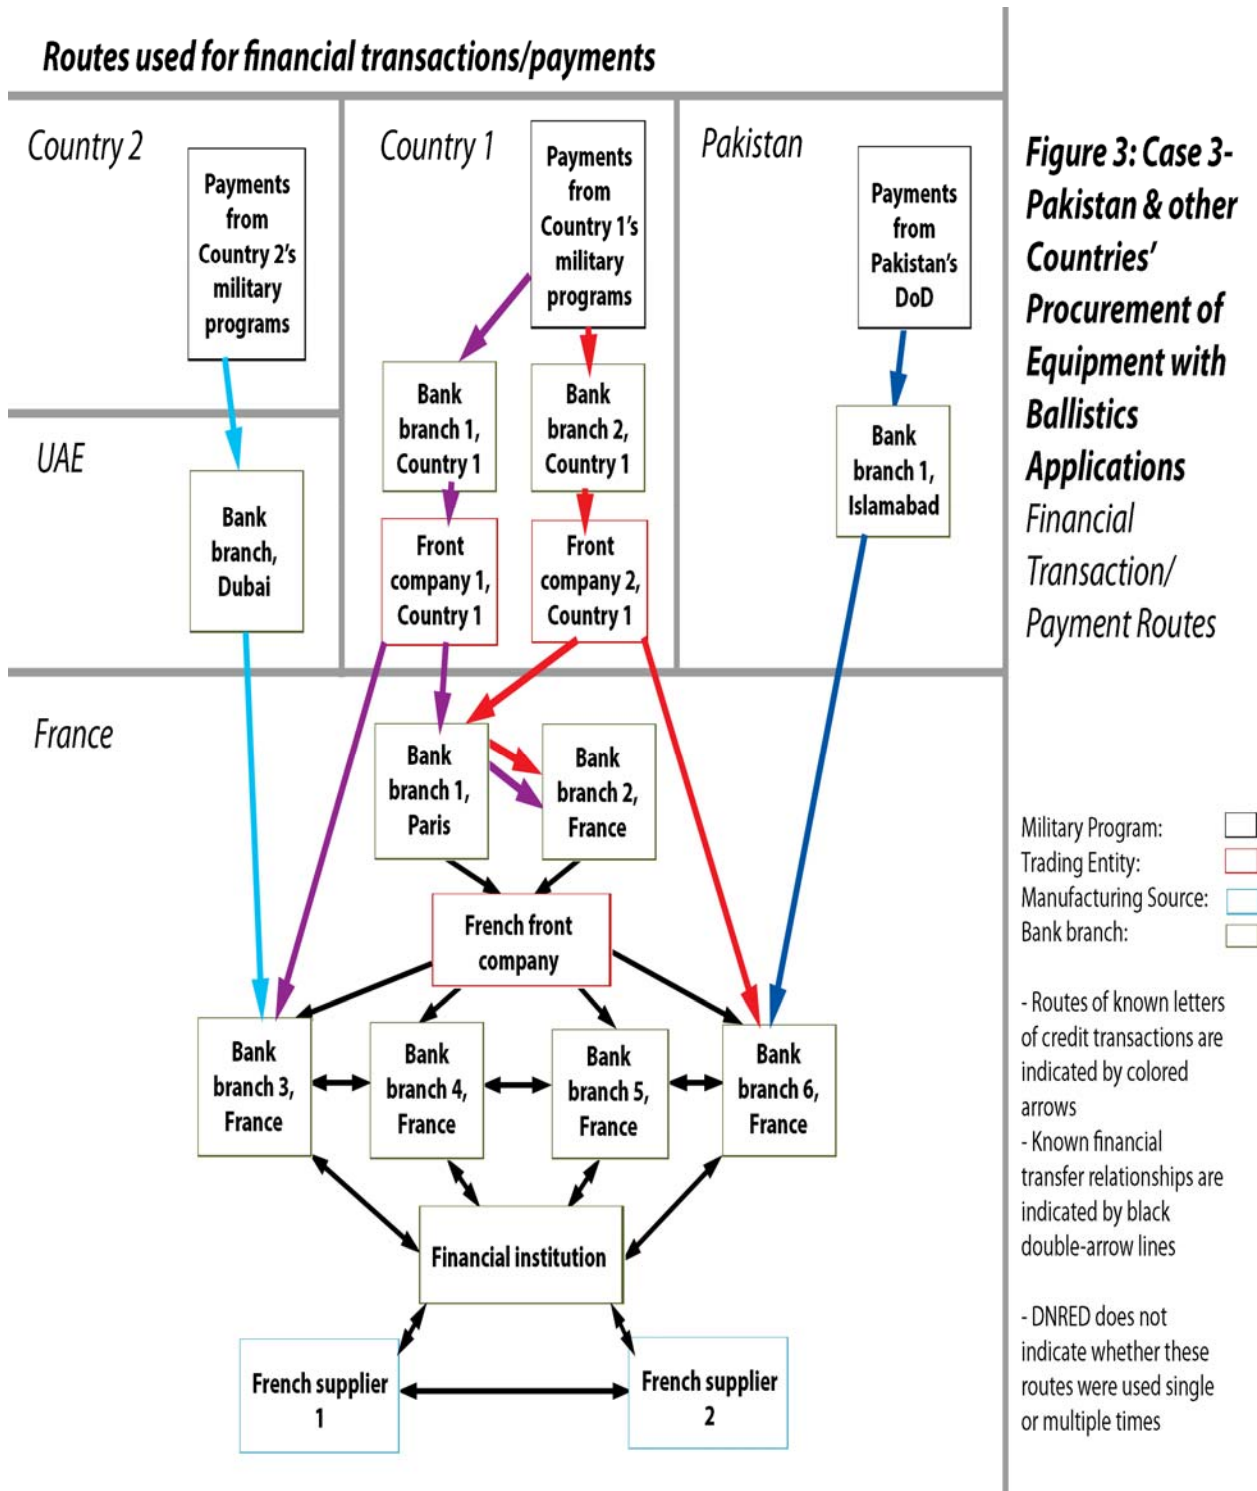 Routes used for financial transactions/payments
Country 2
Payments
from
Country 2's
military
programs
Country 1
Payments
from
Country 1's
military
programs
Pakistan
Payments
from
Pakistan's
DoD
Bank
branch 1,
Country 1
Bank
branch 2,
Country 1
Bank
branch 1,
Islamabad
UAE
Bank
branch,
Dubai
Front
company 1,
Country 1
Front
company 2,
Country 1
France
Bank
branch 1,
Paris
Bank
branch 2,
France
French front
company
Bank
branch 3,
France
Bank
branch 4,
France
Bank
branch 5,
France
Bank
branch 6,
France
Financial institution
French supplier
1
French supplier
2
Figure 3: Case 3-
Pakistan & other
Countries'
Procurement of
Equipment with
Ballistics
Applications
Financial
Transaction/
Payment Routes
Military Program:
Trading Entity:
Manufacturing Source:
Bank branch:
- Routes of known letters
of credit transactions are
indicated by colored
arrows
- Known financial
transfer relationships are
indicated by black
double-arrow lines
- DNRED does not
indicate whether these
routes were used single
or multiple times